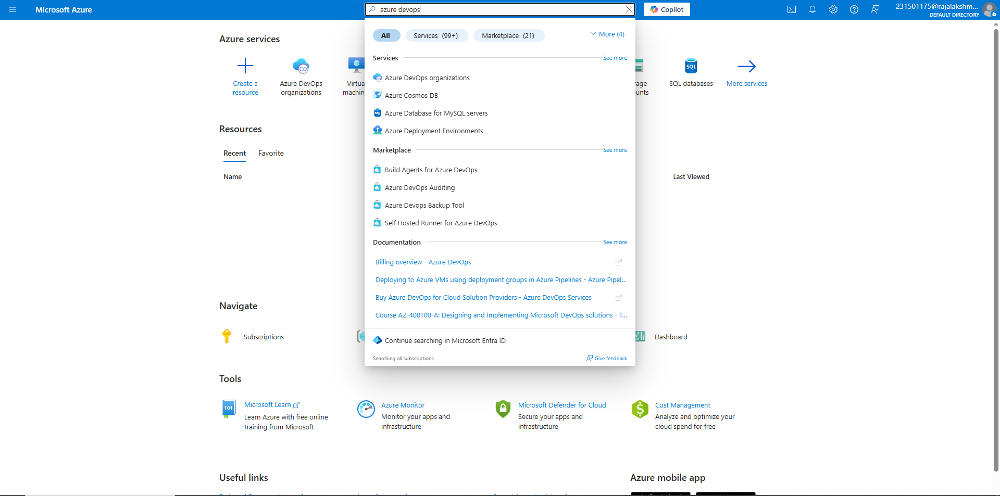 Microsoft Azure
azure devops
Copilot
231501175@rajalakshm...
DEFAULT DIRECTORY
All
Services (99+)
Marketplace (21)
More (4)
Services
See more
Azure DevOps organizations
Azure Cosmos DB
Azure Database for MySQL servers
Azure Deployment Environments
Marketplace
See more
Build Agents for Azure DevOps
Azure DevOps Auditing
Azure Devops Backup Tool
Self Hosted Runner for Azure DevOps
Documentation
See more
Billing overview - Azure DevOps
Deploying to Azure VMs using deployment groups in Azure Pipelines - Azure Pipel...
Buy Azure DevOps for Cloud Solution Providers - Azure DevOps Services
Course AZ-400T00-A: Designing and Implementing Microsoft DevOps solutions - T...
Continue searching in Microsoft Entra ID
Searching all subscriptions.
Give feedback
Azure services
Create a
resource
Azure DevOps
organizations
SQL
SQL databases
More services
Resources
Recent
Favorite
Name
Last Viewed
Navigate
Subscriptions
Dashboard
Tools
101
Microsoft Learn
Learn Azure with free online
training from Microsoft
Azure Monitor
Monitor your apps and
infrastructure
Microsoft Defender for Cloud
Secure your apps and
infrastructure
Cost Management
Analyze and optimize your
cloud spend for free
Useful links
Azure mobile app